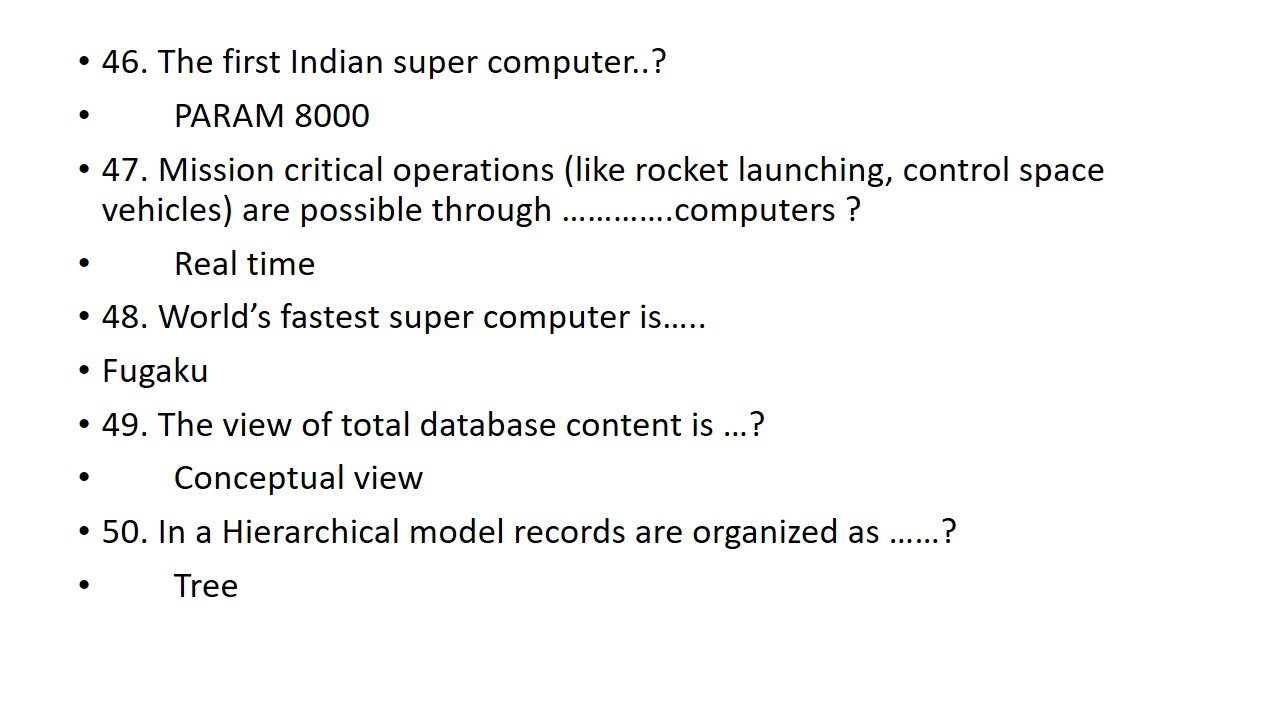 • 46. The first Indian super computer..?
• PARAM 8000
• 47. Mission critical operations (like rocket launching, control space
vehicles) are possible through ………….computers ?
• Real time
• 48. World’s fastest super computer is…..
• Fugaku
• 49. The view of total database content is …?
• Conceptual view
• 50. In a Hierarchical model records are organized as ……?
• Tree